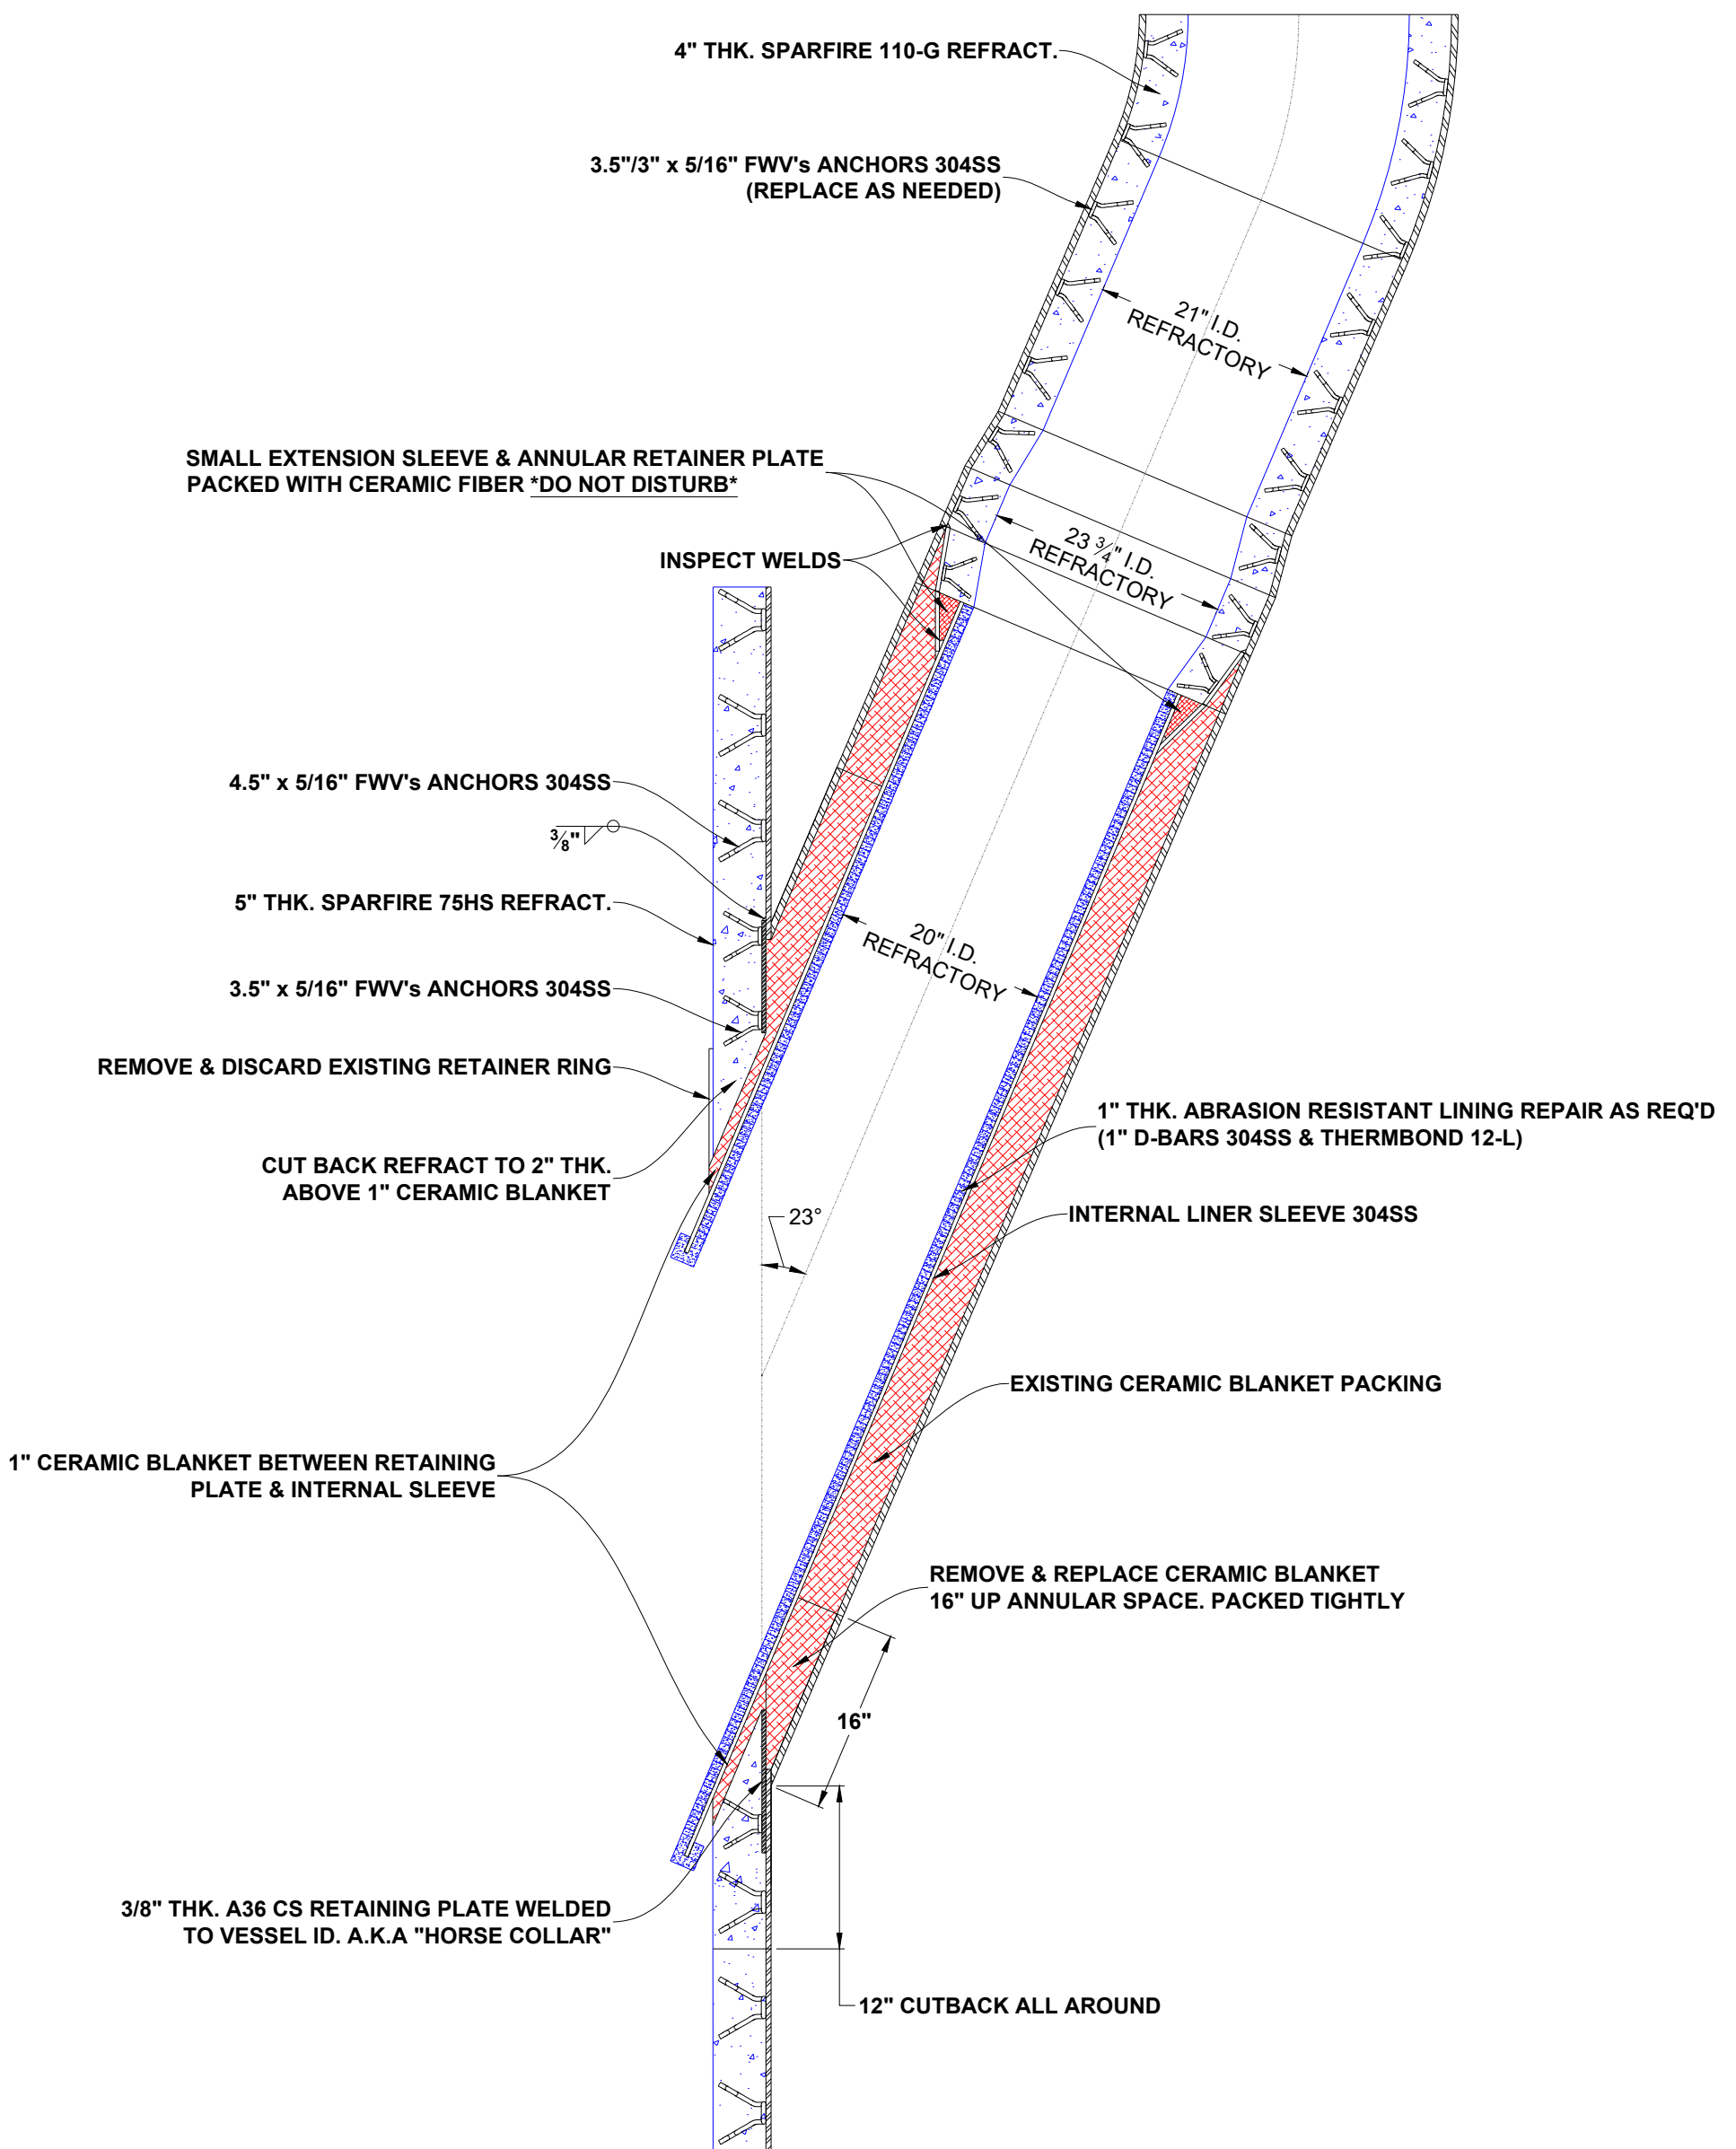 4" THK. SPARFIRE 110-G REFRACT.
3.5"/3" x 5/16" FWV's ANCHORS 304SS
(REPLACE AS NEEDED)
21" I.D.
REFRACTORY
SMALL EXTENSION SLEEVE & ANNULAR RETAINER PLATE
PACKED WITH CERAMIC FIBER *DO NOT DISTURB*
23 3/4" I.D.
REFRACTORY
INSPECT WELDS
4.5" x 5/16" FWV's ANCHORS 304SS
3/8"
5" THK. SPARFIRE 75HS REFRACT.
20" I.D.
REFRACTORY
3.5" x 5/16" FWV's ANCHORS 304SS
REMOVE & DISCARD EXISTING RETAINER RING
1" THK. ABRASION RESISTANT LINING REPAIR AS REQ'D
(1" D-BARS 304SS & THERMBOND 12-L)
CUT BACK REFRACT TO 2" THK.
ABOVE 1" CERAMIC BLANKET
23°
INTERNAL LINER SLEEVE 304SS
EXISTING CERAMIC BLANKET PACKING
1" CERAMIC BLANKET BETWEEN RETAINING
PLATE & INTERNAL SLEEVE
REMOVE & REPLACE CERAMIC BLANKET
16" UP ANNULAR SPACE. PACKED TIGHTLY
16"
3/8" THK. A36 CS RETAINING PLATE WELDED
TO VESSEL ID. A.K.A "HORSE COLLAR"
12" CUTBACK ALL AROUND